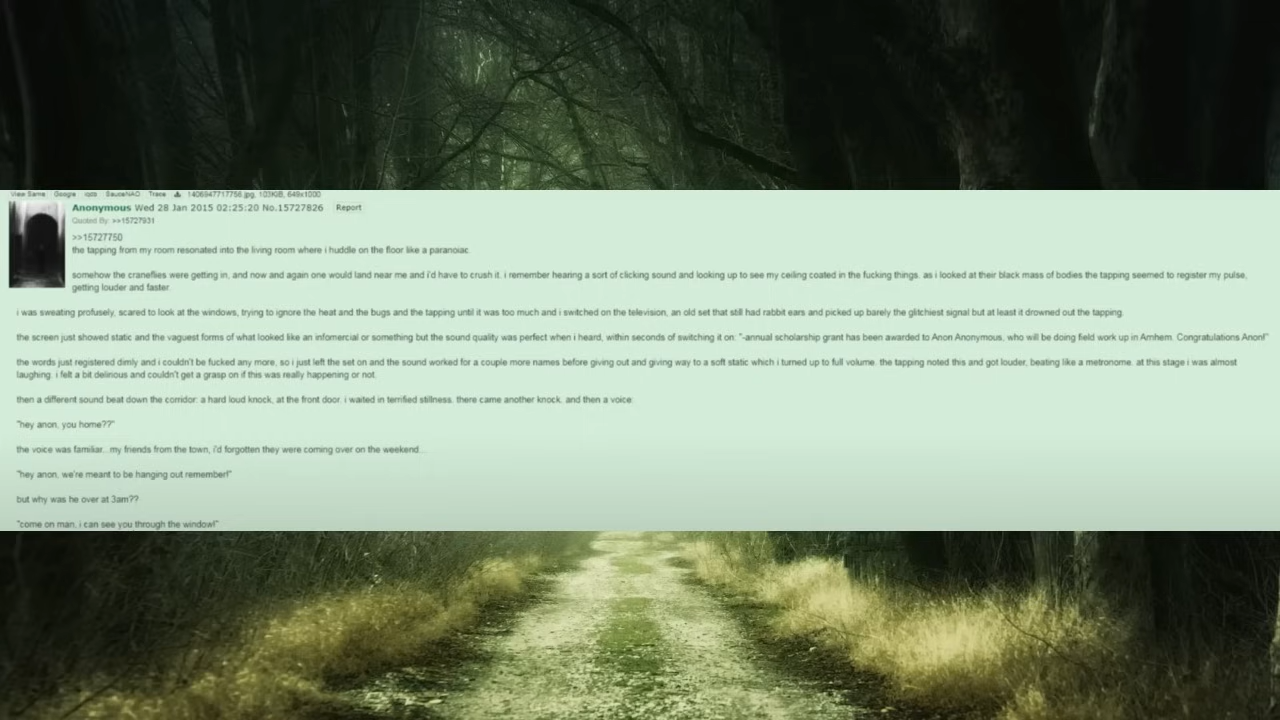 View Same Google iqdb SauceNAO Trace 1406947717756.jpg, 103KiB, 649x1000
Anonymous Wed 28 Jan 2015 02:25:20 No.15727826 Report
Quoted By: >>15727931
>>15727750
the tapping from my room resonated into the living room where i huddle on the floor like a paranoiac.
somehow the craneflies were getting in, and now and again one would land near me and i'd have to crush it. i remember hearing a sort of clicking sound and looking up to see my ceiling coated in the fucking things. as i looked at their black mass of bodies the tapping seemed to register my pulse,
getting louder and faster.
i was sweating profusely, scared to look at the windows, trying to ignore the heat and the bugs and the tapping until it was too much and i switched on the television, an old set that still had rabbit ears and picked up barely the glitchiest signal but at least it drowned out the tapping.
the screen just showed static and the vaguest forms of what looked like an infomercial or something but the sound quality was perfect when i heard, within seconds of switching it on: "-annual scholarship grant has been awarded to Anon Anonymous, who will be doing field work up in Arnhem. Congratulations Anon!"
the words just registered dimly and i couldn't be fucked any more, so i just left the set on and the sound worked for a couple more names before giving out and giving way to a soft static which i turned up to full volume. the tapping noted this and got louder, beating like a metronome. at this stage i was almost
laughing. i felt a bit delirious and couldn't get a grasp on if this was really happening or not.
then a different sound beat down the corridor: a hard loud knock, at the front door. i waited in terrified stillness. there came another knock. and then a voice:
"hey anon, you home??"
the voice was familiar...my friends from the town, i'd forgotten they were coming over on the weekend...
"hey anon, we're meant to be hanging out remember!"
but why was he over at 3am??
"come on man, i can see you through the window!"